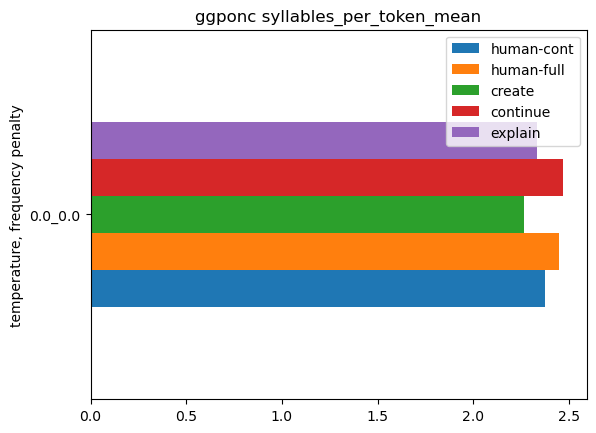 ggponc syllables_per_token_mean
human-cont
human-full
create
continue
explain
temperature, frequency penalty
0.0_0.0
0.0 0.5 1.0 1.5 2.0 2.5